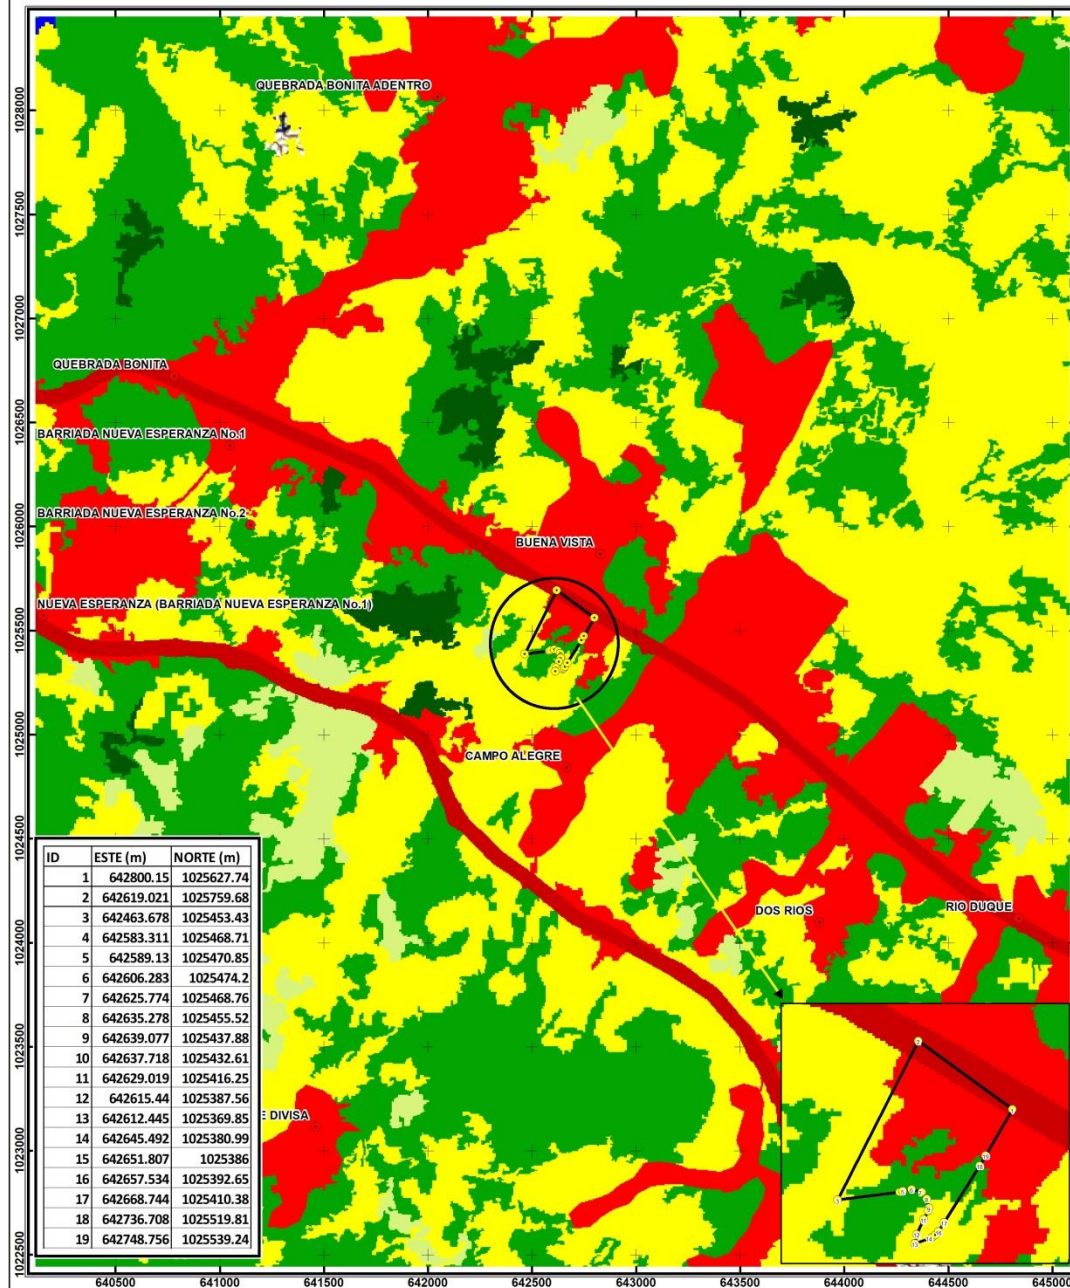 1028000
1027500
1027000
1026500
1026000
1025500
1025000
1024500
1024000
1023500
1023000
1022500
QUEBRADA BONITA ADENTRO
QUEBRADA BONITA
BARRIADA NUEVA ESPERANZA No.1
BARRIADA NUEVA ESPERANZA No.2
BUENA VISTA
NUEVA ESPERANZA (BARRIADA NUEVA ESPERANZA No.1)
CAMPO ALEGRE
DOS RIOS
RIO DUQUE
E DIVISA
ID ESTE (m) NORTE (m)
1 642800.15 1025627.74
2 642619.021 1025759.68
3 642463.678 1025453.43
4 642583.311 1025468.71
5 642589.13 1025470.85
6 642606.283 1025474.2
7 642625.774 1025468.76
8 642635.278 1025455.52
9 642639.077 1025437.88
10 642637.718 1025432.61
11 642629.019 1025416.25
12 642615.44 1025387.56
13 642612.445 1025369.85
14 642645.492 1025380.99
15 642651.807 1025386
16 642657.534 1025392.65
17 642668.744 1025410.38
18 642736.708 1025519.81
19 642748.756 1025539.24
640500 641000 641500 642000 642500 643000 643500 644000 644500 645000